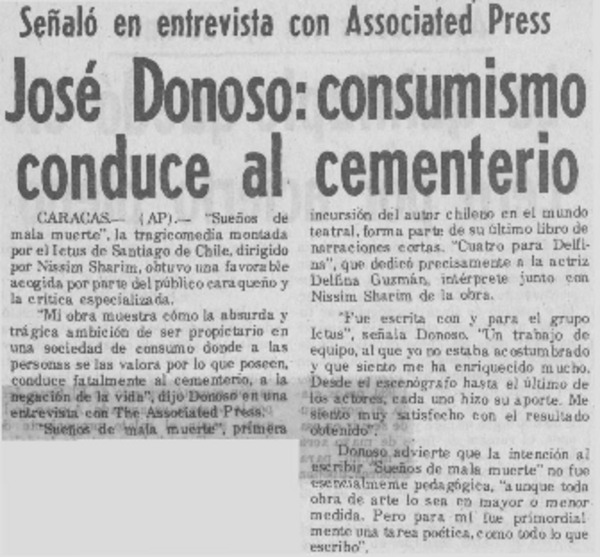 Señaló en entrevista con Associated Press
José Donoso: consumismo
conduce al cementerio
CARACAS.— (AP).— "Sueños de
mala muerte", la tragicomedia montada
por el Ictus de Santiago de Chile, dirigido
por Nissim Sharim, obtuvo una favorable
acogida por parte del público caraqueño y
la crítica especializada.
"Mi obra muestra cómo la absurda y
trágica ambición de ser propietario en
una sociedad de consumo donde a las
personas se las valora por lo que poseen,
conduce fatalmente al cementerio, a la
negación de la vida", dijo Donoso en una
entrevista con The Associated Press.
"Sueños de mala muerte", primera
incursión del autor chileno en el mundo
teatral, forma parte de su último libro de
narraciones cortas. "Cuatro para Delfi-
na", que dedicó precisamente a la actriz
Delfina Guzmán, intérprete junto con
Nissim Sharim de la obra.
"Fue escrita con y para el grupo
Ictus", señala Donoso. "Un trabajo de
equipo, al que yo no estaba acostumbrado
y que siento me ha enriquecido mucho.
Desde el escenógrafo hasta el último de
los actores, cada uno hizo su aporte. Me
siento muy satisfecho con el resultado
obtenido".
Donoso advierte que la intención al
escribir "Sueños de mala muerte" no fue
esencialmente pedagógica, "aunque toda
obra de arte lo sea en mayor o menor
medida. Pero para mí fue primordial
mente una tarea poética, como todo lo que
escribo".